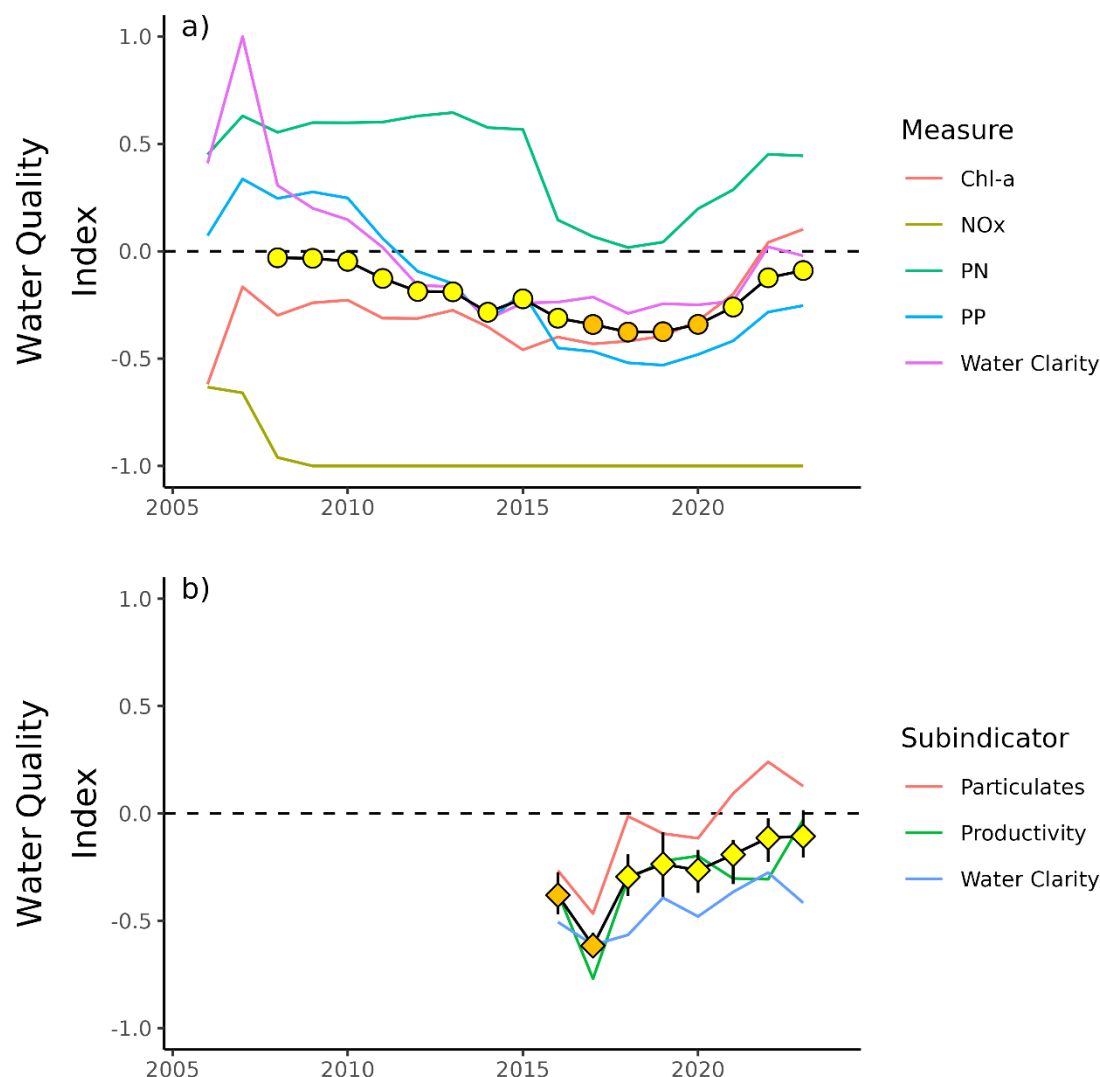 a)
Water Quality
Index
1.0
0.5
0.0
-0.5
-1.0
2005
2010
2015
2020
Measure
Chl-a
NOx
PN
PP
Water Clarity
b)
Water Quality
Index
1.0
0.5
0.0
-0.5
-1.0
2005
2010
2015
2020
Subindicator
Particulates
Productivity
Water Clarity